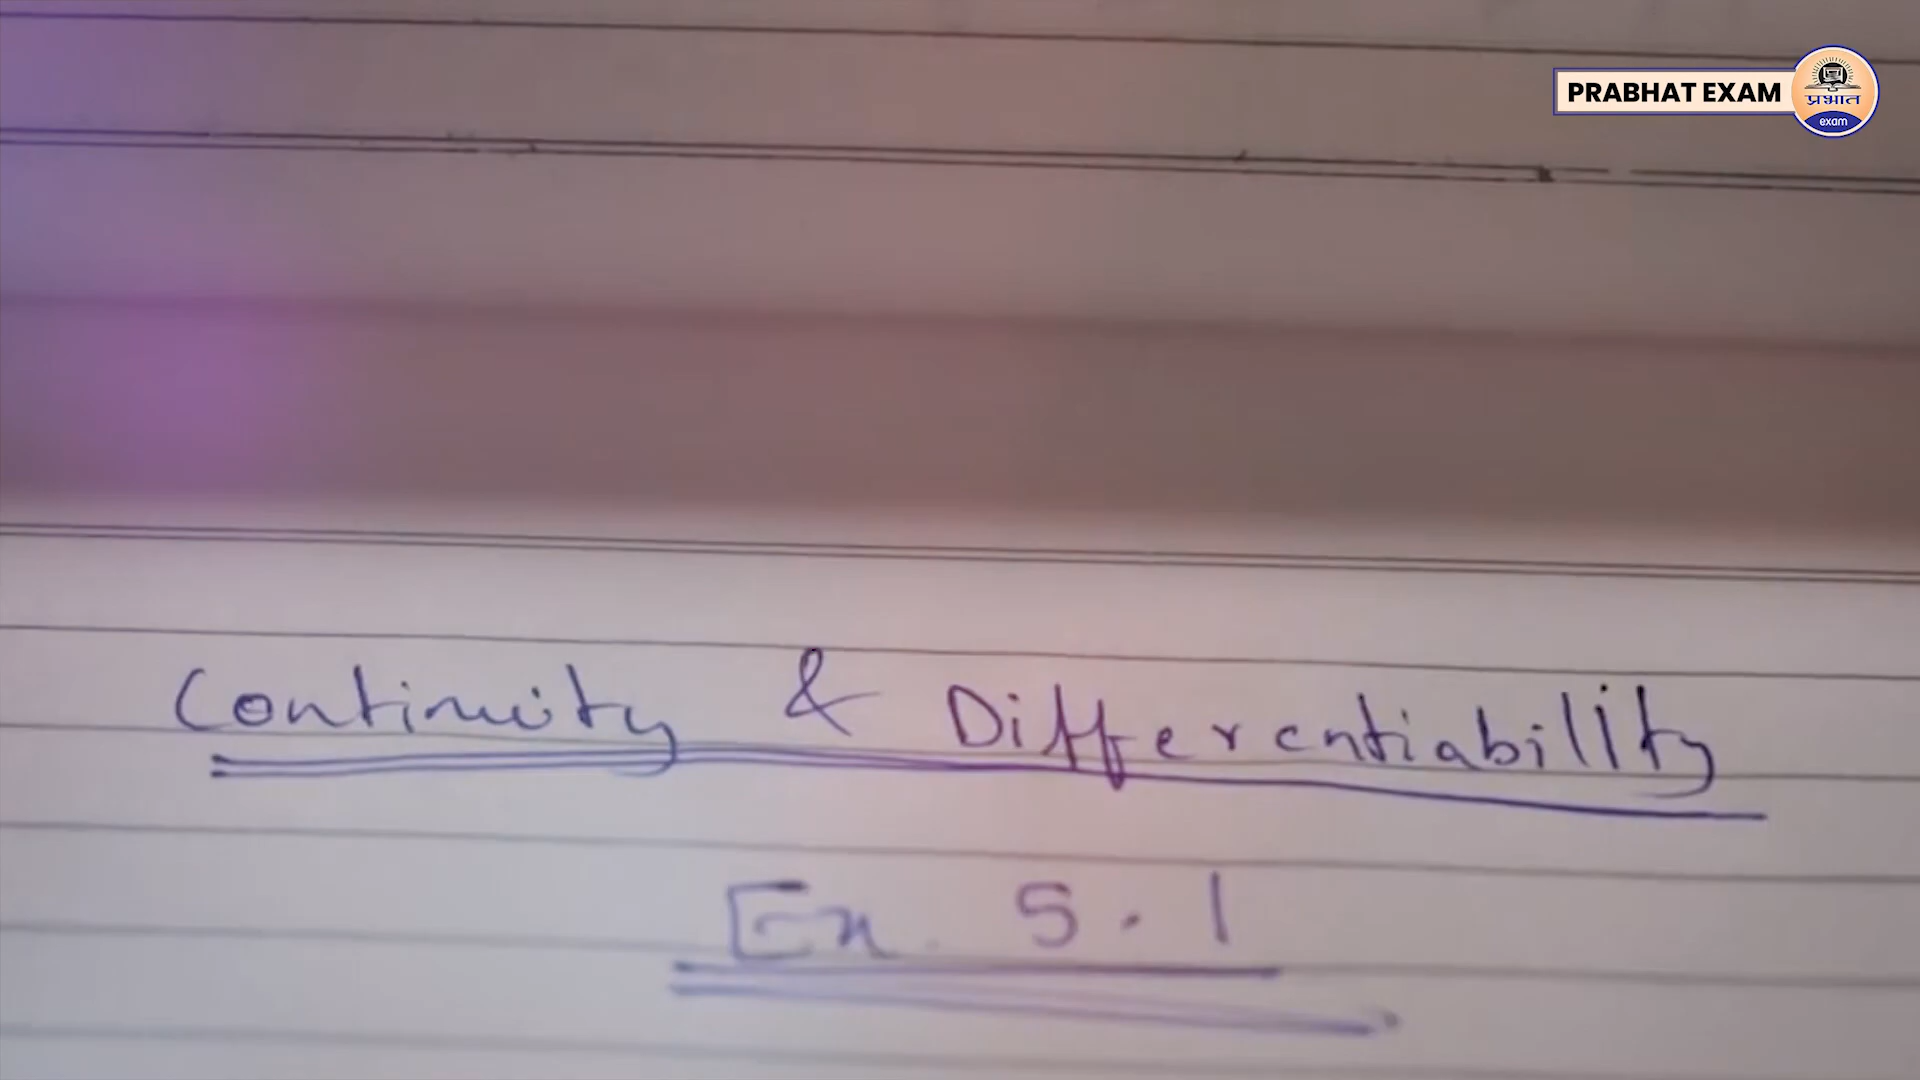 PRABHAT EXAM
प्रभात
exam
Continuity & Differentiability
Ex. 5.1